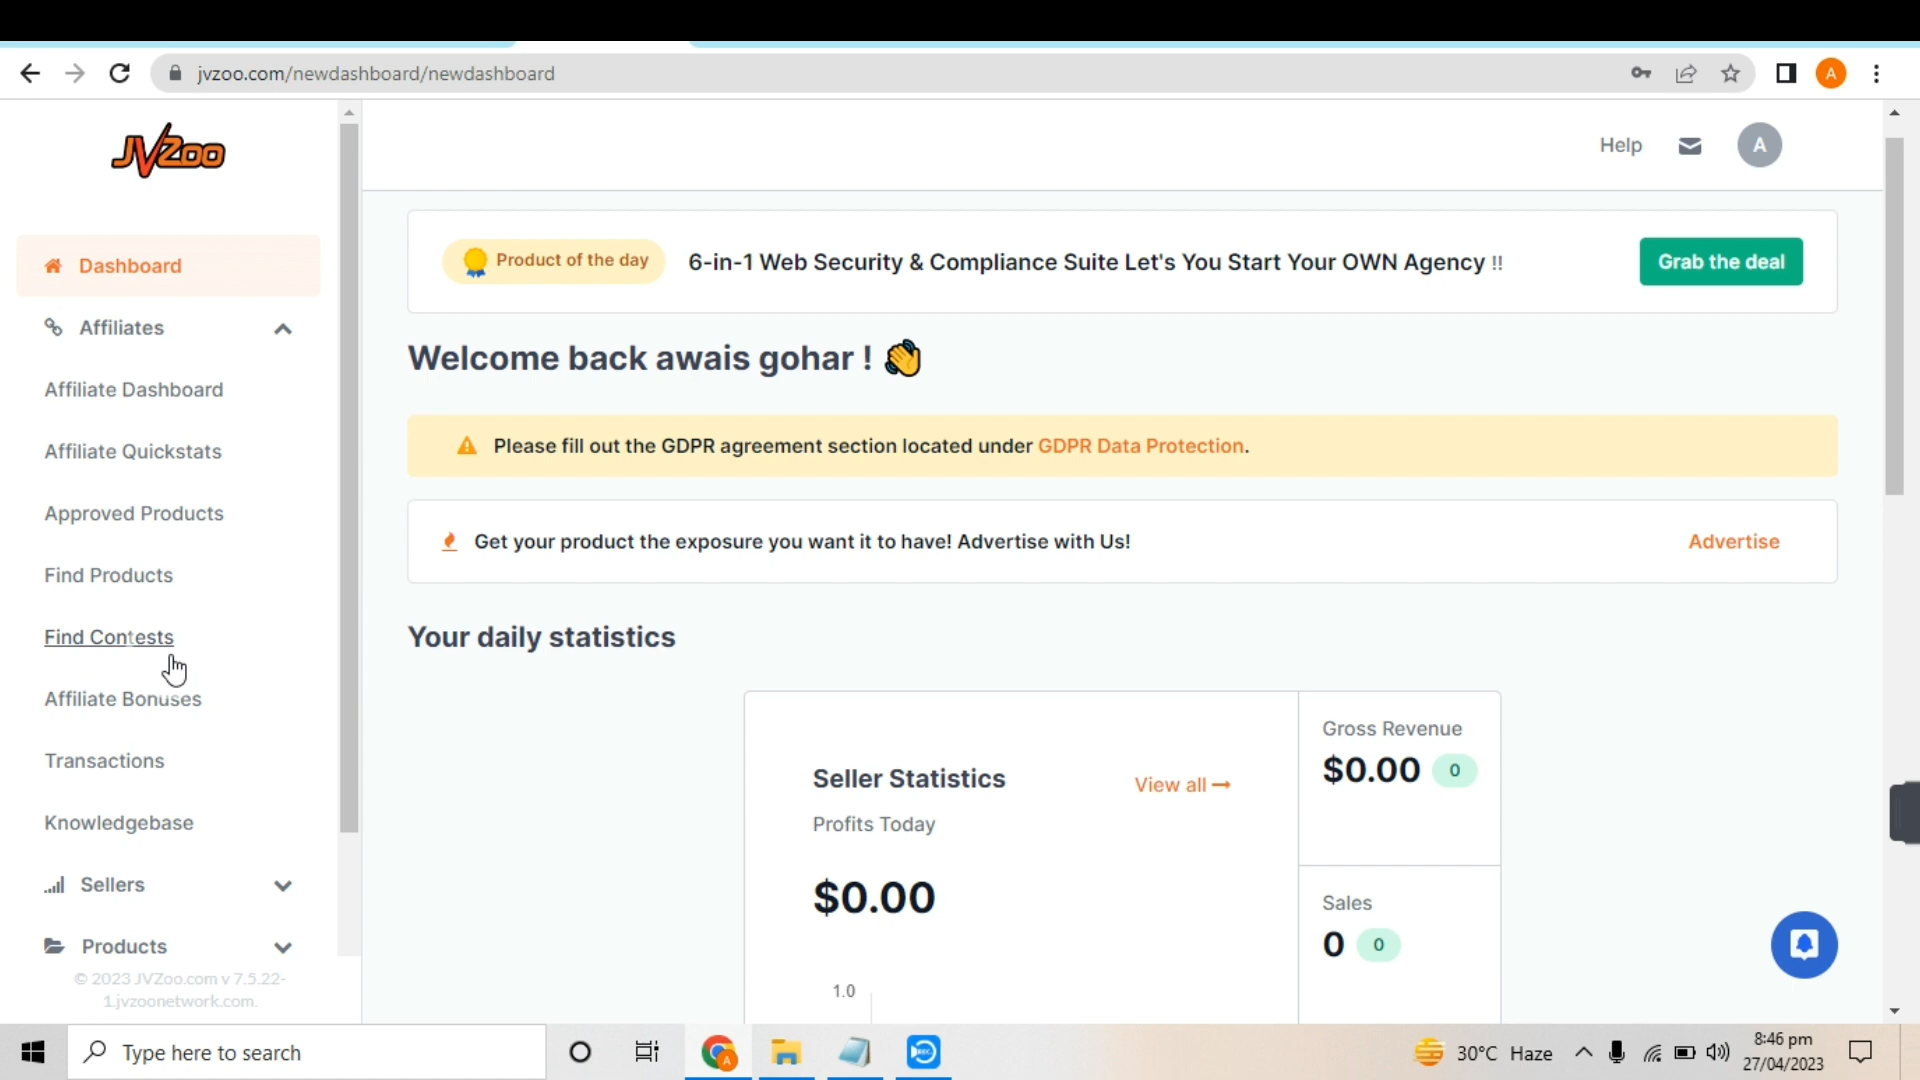 jvzoo.com/newdashboard/newdashboard
A
JVZoo
Help
A
Dashboard
Affiliates
Affiliate Dashboard
Affiliate Quickstats
Approved Products
Find Products
Find Contests
Affiliate Bonuses
Transactions
Knowledgebase
Sellers
Products
© 2023 JVZoo.com v 7.5.22-
1.jvzoonetwork.com.
Product of the day
6-in-1 Web Security & Compliance Suite Let's You Start Your OWN Agency !!
Grab the deal
Welcome back awais gohar !
Please fill out the GDPR agreement section located under GDPR Data Protection.
Get your product the exposure you want it to have! Advertise with Us!
Advertise
Your daily statistics
Seller Statistics
View all
Profits Today
$0.00
1.0
Gross Revenue
$0.00 0
Sales
0 0
Type here to search
A
REC
30°C Haze
8:46 pm
27/04/2023